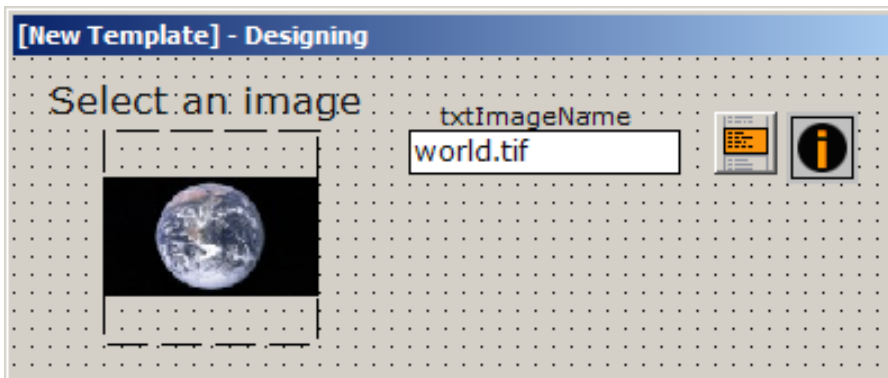 [New Template] - Designing
Select an image
txtImageName
world.tif